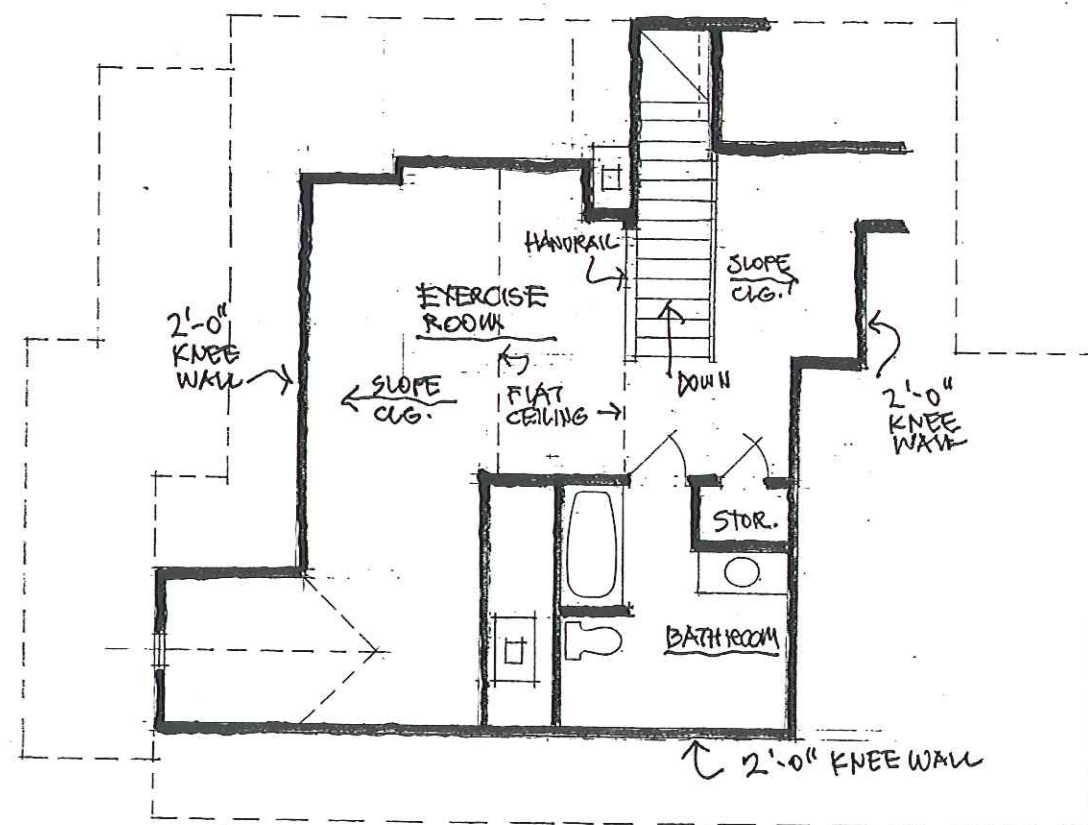 HANDRAIL
SLOPE
CLG.
EXERCISE
ROOM
2'-0"
KNEE
WALL
SLOPE
CLG.
FLAT
CEILING
DOWN
2'-0"
KNEE
WALL
STOR.
BATHROOM
2'-0" KNEE WALL